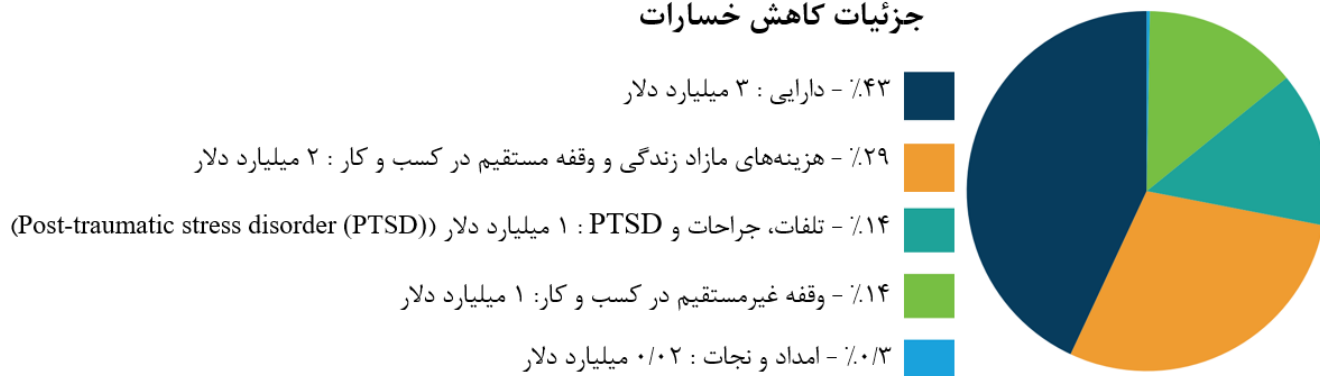 جزئیات کاهش خسارات
۴۳٪ - دارایی : ۳ میلیارد دلار
۲۹٪ - هزینه‌های مازاد زندگی و وقفه مستقیم در کسب و کار : ۲ میلیارد دلار
۱۴٪ - تلفات، جراحات و PTSD : ۱ میلیارد دلار (Post-traumatic stress disorder (PTSD))
۱۴٪ - وقفه غیرمستقیم در کسب و کار: ۱ میلیارد دلار
۰/۳٪ - امداد و نجات : ۰/۰۲ میلیارد دلار